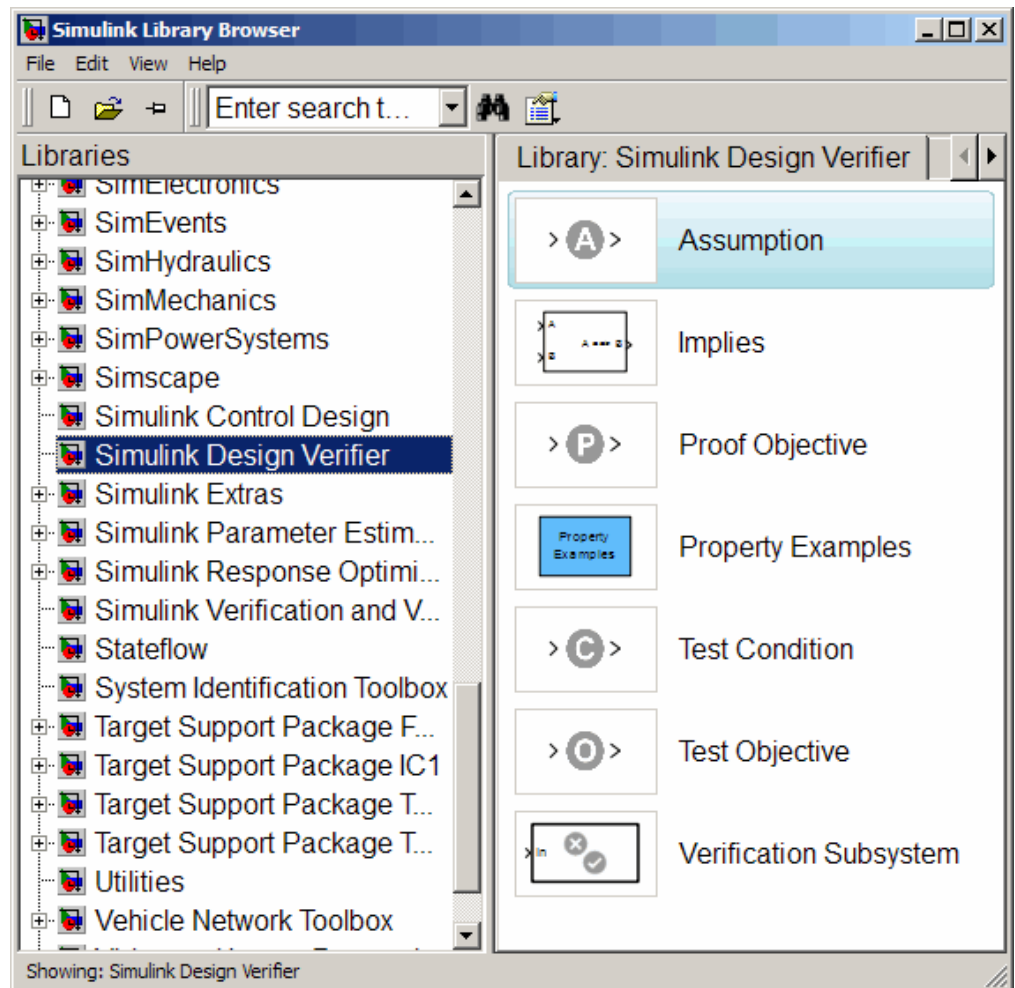 Simulink Library Browser
File Edit View Help
Enter search t...
Libraries
SimElectronics
SimEvents
SimHydraulics
SimMechanics
SimPowerSystems
Simscape
Simulink Control Design
Simulink Design Verifier
Simulink Extras
Simulink Parameter Estim...
Simulink Response Optimi...
Simulink Verification and V...
Stateflow
System Identification Toolbox
Target Support Package F...
Target Support Package IC1
Target Support Package T...
Target Support Package T...
Utilities
Vehicle Network Toolbox
Library: Simulink Design Verifier
A
Assumption
A
B
A ==> B
Implies
P
Proof Objective
Property
Examples
Property Examples
C
Test Condition
O
Test Objective
In
Verification Subsystem
Showing: Simulink Design Verifier